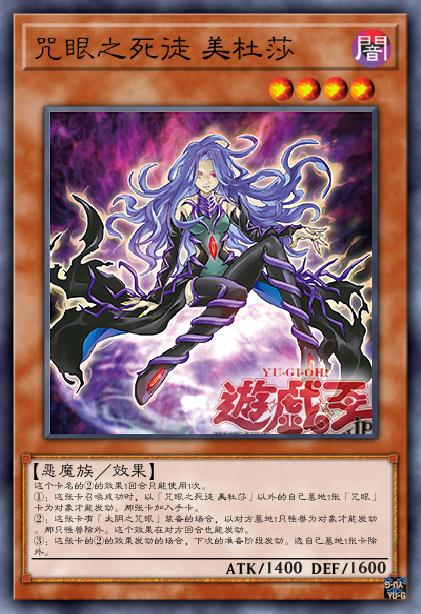 咒眼之死徒 美杜莎
闇
YU-GI-OH!
遊戯王
.jp
【恶魔族／效果】
这个卡名的②的效果1回合只能使用1次。
①：这张卡召唤成功时，以「咒眼之死徒 美杜莎」以外的自己墓地1张「咒眼」
卡为对象才能发动。那张卡加入手卡。
②：这张卡有「太阴之咒眼」装备的场合，以对方墓地1只怪兽为对象才能发动
。那只怪兽除外。这个效果在对方回合也能发动。
③：这张卡的②的效果发动的场合，下次的准备阶段发动。选自己墓地1张卡除
外。
ATK/1400 DEF/1600